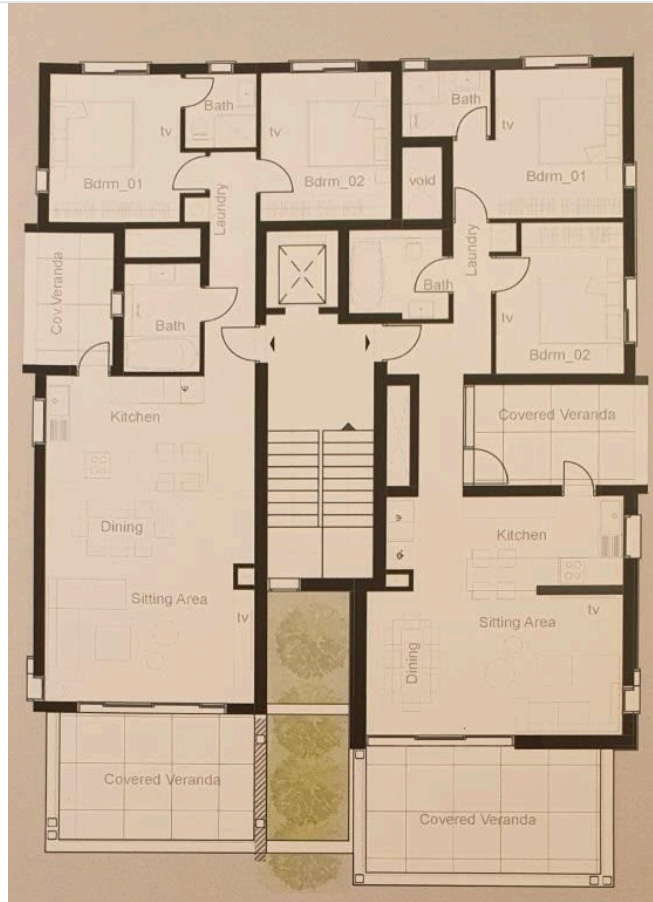 Bath
tv
Bdrm_01
Laundry
tv
Bdrm_02
Cov.Veranda
Bath
Kitchen
Dining
Sitting Area
tv
Covered Veranda
Bath
void
tv
Bdrm_01
Laundry
Bath
tv
Bdrm_02
Covered Veranda
Kitchen
Sitting Area
tv
Dining
Covered Veranda